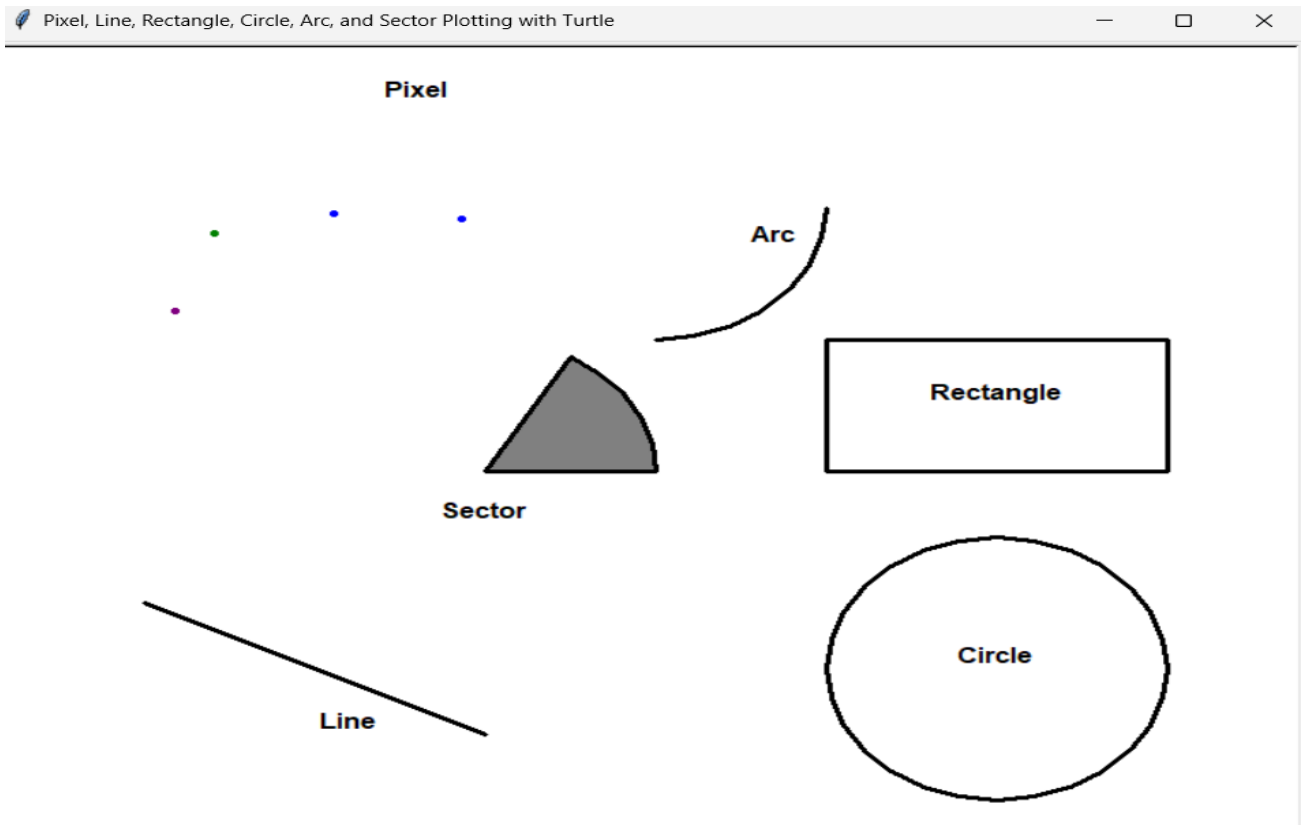 Pixel, Line, Rectangle, Circle, Arc, and Sector Plotting with Turtle
Pixel
Arc
Rectangle
Sector
Circle
Line